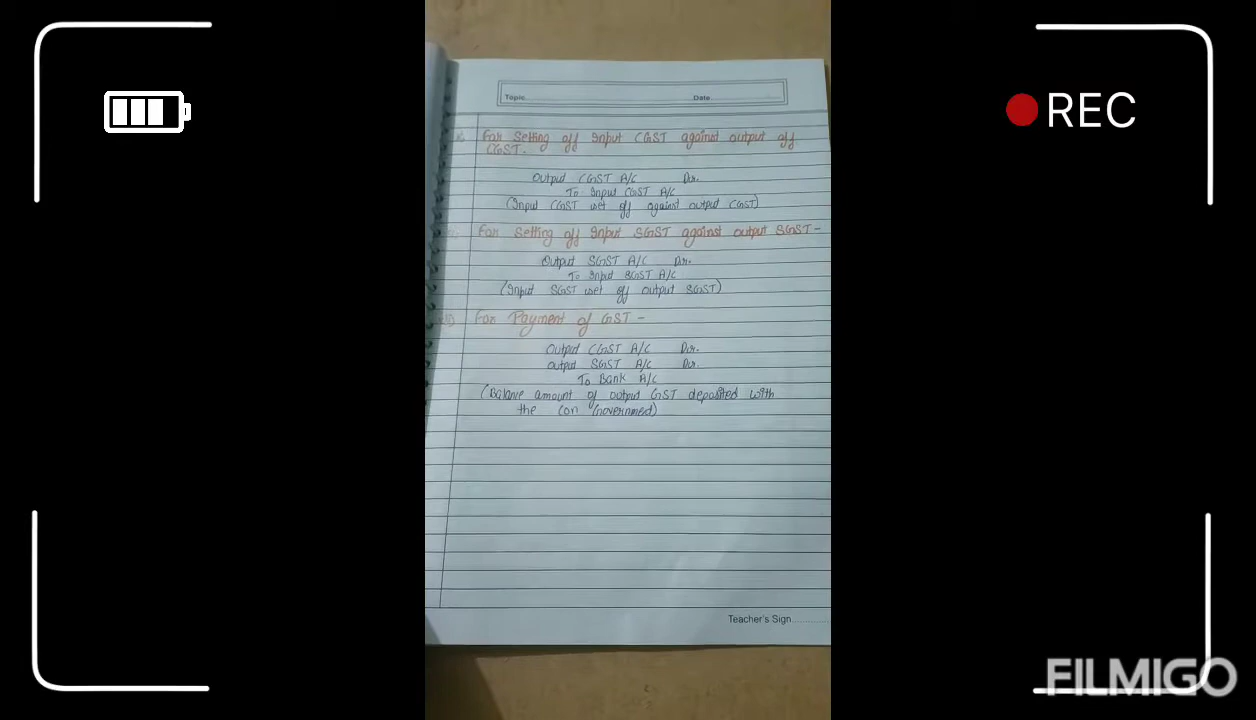 REC
Topic Date
For Setting off Input CGST against output off
CGST.
Output CGST A/C Dr.
To Input CGST A/C
(Input CGST set off against output CGST)
For Setting off Input SGST against output SGST-
Output SGST A/C Dr.
To Input SGST A/C
(Input SGST set off output SGST)
For Payment of GST -
Output CGST A/C Dr.
Output SGST A/C Dr.
To Bank A/C
(Balance amount of output GST deposited with
the Con Governmed)
Teacher's Sign
FILMIGO